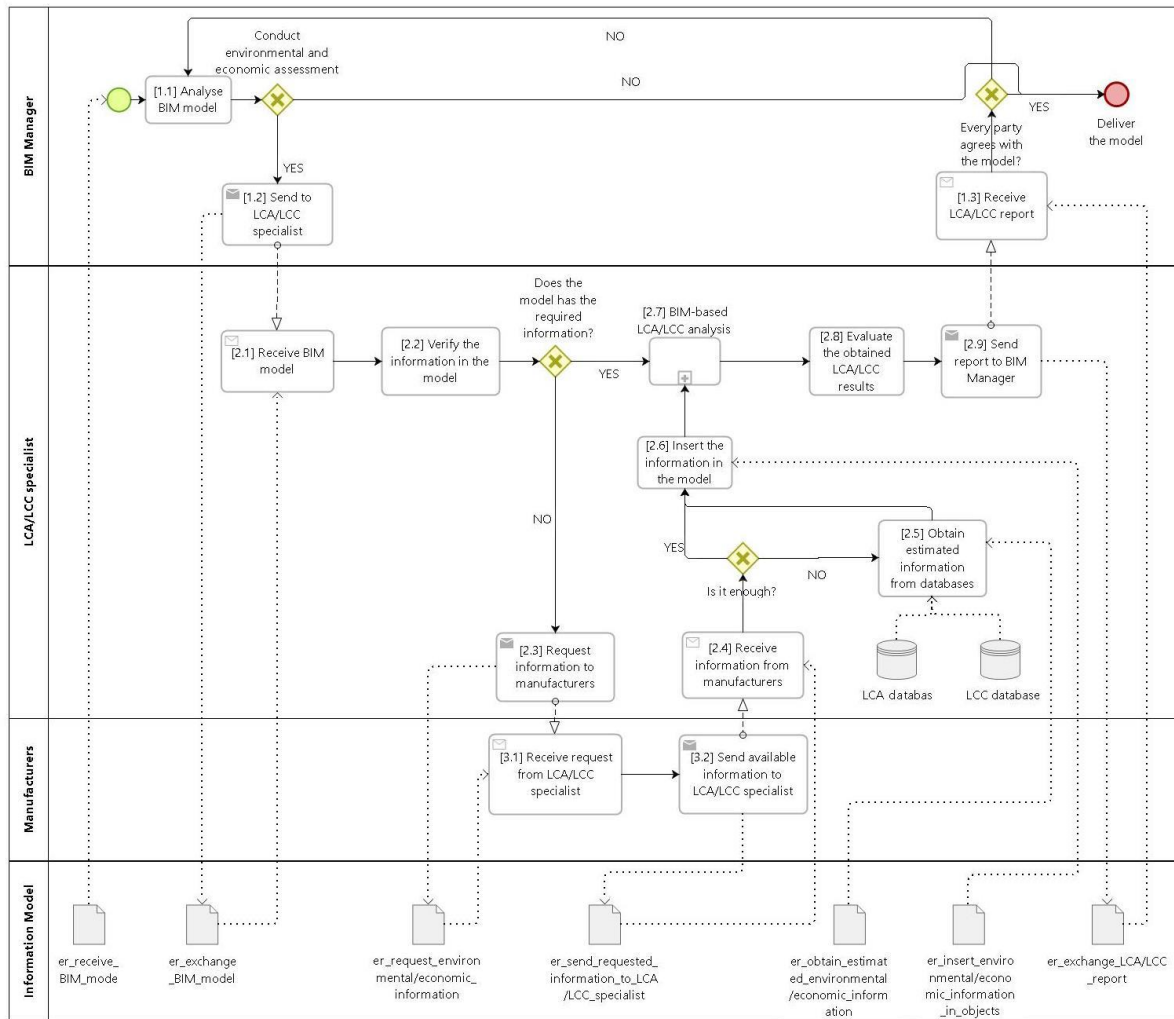 BIM Manager
Conduct
environmental and
economic assessment
NO
NO
[1.1] Analyse
BIM model
YES
Every party
agrees with
the model?
Deliver
the model
YES
[1.2] Send to
LCA/LCC
specialist
[1.3] Receive
LCA/LCC report
LCA/LCC specialist
Does the
model has the
required
information?
[2.7] BIM-based
LCA/LCC analysis
[2.1] Receive BIM
model
[2.2] Verify the
information in the
model
YES
[2.8] Evaluate
the obtained
LCA/LCC
results
[2.9] Send
report to BIM
Manager
[2.6] Insert the
information in
the model
NO
YES
NO
[2.5] Obtain
estimated
information
from databases
Is it enough?
[2.3] Request
information to
manufacturers
[2.4] Receive
information from
manufacturers
LCA databas
LCC database
Manufacturers
[3.1] Receive request
from LCA/LCC
specialist
[3.2] Send available
information to
LCA/LCC specialist
Information Model
er_receive_
BIM_mode
er_exchange
_BIM_model
er_request_environ
mental/economic_
information
er_send_requested_
information_to_LCA
/LCC_specialist
er_obtain_estimat
ed_environmental
/economic_inform
ation
er_insert_enviro
nmental/econo
mic_information
_in_objects
er_exchange_LCA/LCC
_report